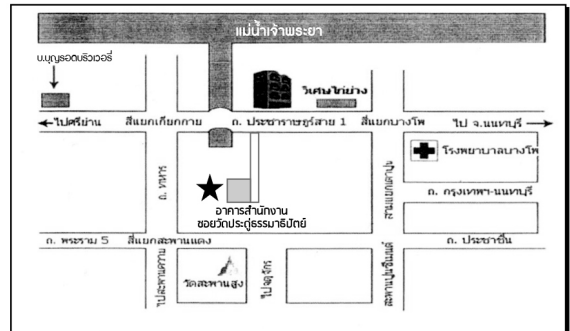 แม่น้ำเจ้าพระยา
บ.บุญรอดบริวเวอรี่
วิเศษไก่ย่าง
ไปศรีย่าน สี่แยกเกียกกาย ถ. ประชาราษฎร์สาย 1 สี่แยกบางโพ ไป จ.นนทบุรี
โรงพยาบาลบางโพ
ถ. ทหาร
สามแยกเตาปูน
ถ. กรุงเทพฯ-นนทบุรี
อาคารสำนักงาน
ซอยวัดประดู่ธรรมาธิปัตย์
ถ. พระราม 5 สี่แยกสะพานแดง ถ. ประชาชื่น
ไปสะพานควาย
วัดสะพานสูง
ไปจตุจักร
สะพานปูนซีเมนต์